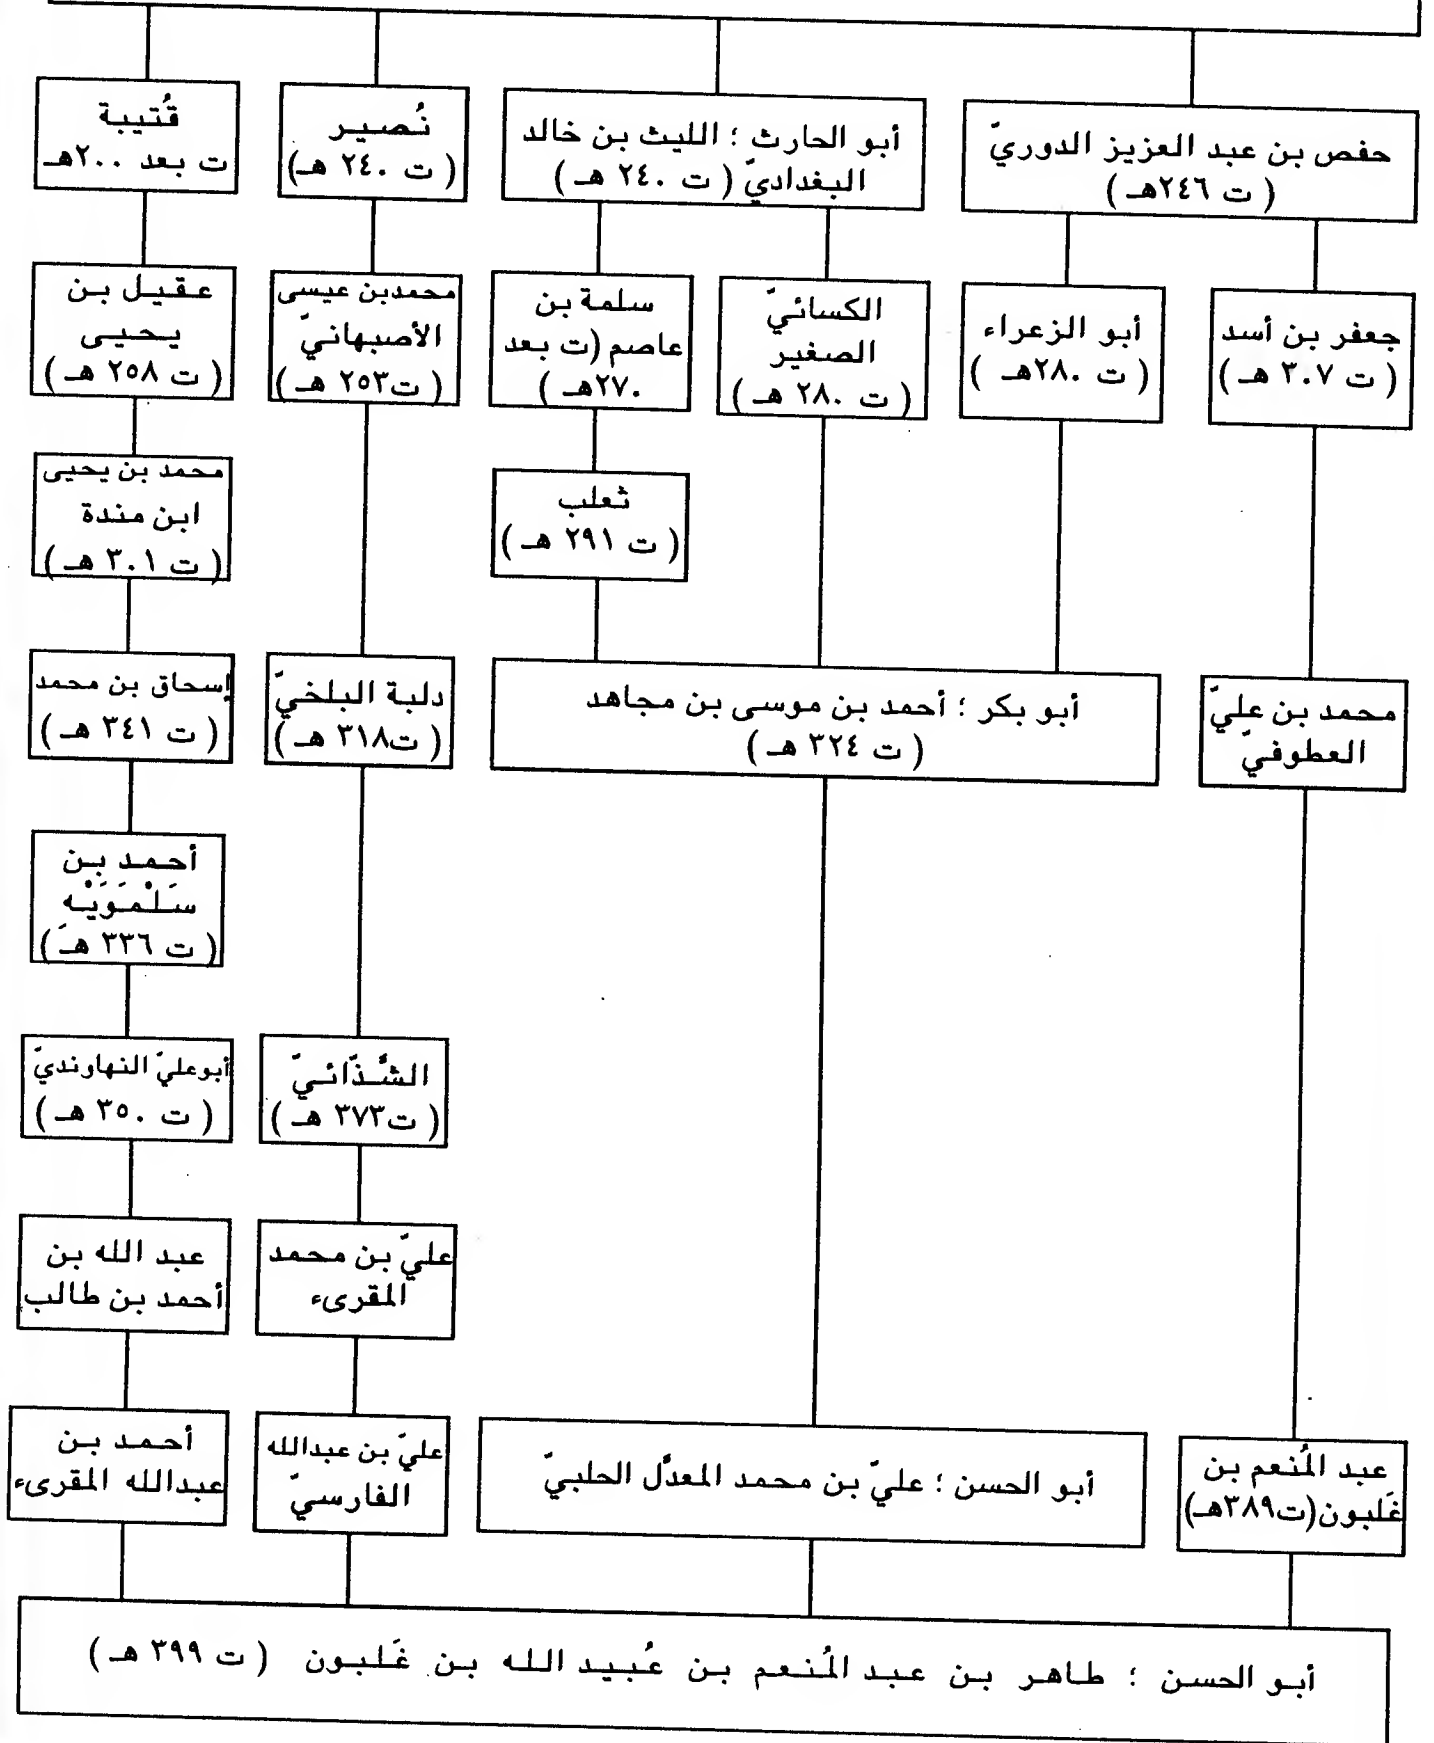 حفص بن عبد العزيز الدوريّ
( ت ٢٤٦هـ )
أبو الحارث ؛ الليث بن خالد
البغداديّ ( ت ٢٤٠ هـ )
نُصير
( ت ٢٤٠ هـ)
قُتيبة
ت بعد ٢٠٠هـ
جعفر بن أسد
( ت ٣٠٧ هـ )
أبو الزعراء
( ت ٢٨٠هـ )
الكسائيّ
الصغير
( ت ٢٨٠ هـ )
سلمة بن
عاصم (ت بعد
٢٧٠هـ )
محمدبن عيسى
الأصبهانيّ
( ت٢٥٣ هـ )
عقيل بن
يحيى
( ت ٢٥٨ هـ )
ثعلب
( ت ٢٩١ هـ )
محمد بن يحيى
ابن مندة
( ت ٣٠١ هـ )
محمد بن عليّ
العطوفيّ
أبو بكر ؛ أحمد بن موسى بن مجاهد
( ت ٣٢٤ هـ )
دلبة البلخيّ
( ت٣١٨ هـ )
إسحاق بن محمد
( ت ٣٤١ هـ )
أحمد بن
سَلْمَوَيْه
( ت ٣٣٦ هـَ )
الشَّذَائيّ
( ت٣٧٣ هـ )
أبوعليّ النهاونديّ
( ت ٣٥٠ هـ )
عليّ بن محمد
المقرىء
عبد الله بن
أحمد بن طالب
عبد المُنعم بن
غَلبون(ت٣٨٩هـ)
أبو الحسن ؛ عليّ بن محمد المعدَّل الحلبيّ
عليّ بن عبدالله
الفارسيّ
أحمد بن
عبدالله المقرىء
أبو الحسن ؛ طاهر بن عبد المُنعم بن عُبيد الله بن غَلبون ( ت ٣٩٩ هـ )